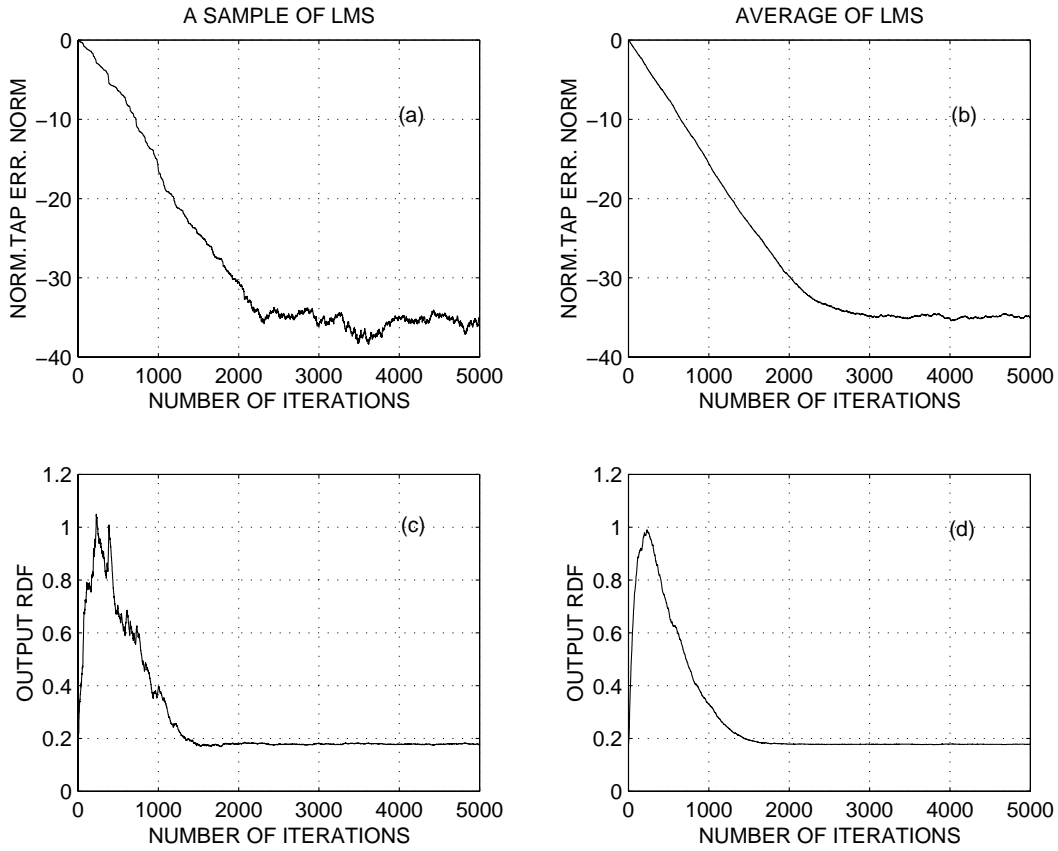 A SAMPLE OF LMS
0
−10
−20
−30
−40
NORM.TAP ERR. NORM
(a)
0 1000 2000 3000 4000 5000
NUMBER OF ITERATIONS
AVERAGE OF LMS
0
−10
−20
−30
−40
NORM.TAP ERR. NORM
(b)
0 1000 2000 3000 4000 5000
NUMBER OF ITERATIONS
1.2
1
0.8
0.6
0.4
0.2
0
OUTPUT RDF
(c)
0 1000 2000 3000 4000 5000
NUMBER OF ITERATIONS
1.2
1
0.8
0.6
0.4
0.2
0
OUTPUT RDF
(d)
0 1000 2000 3000 4000 5000
NUMBER OF ITERATIONS